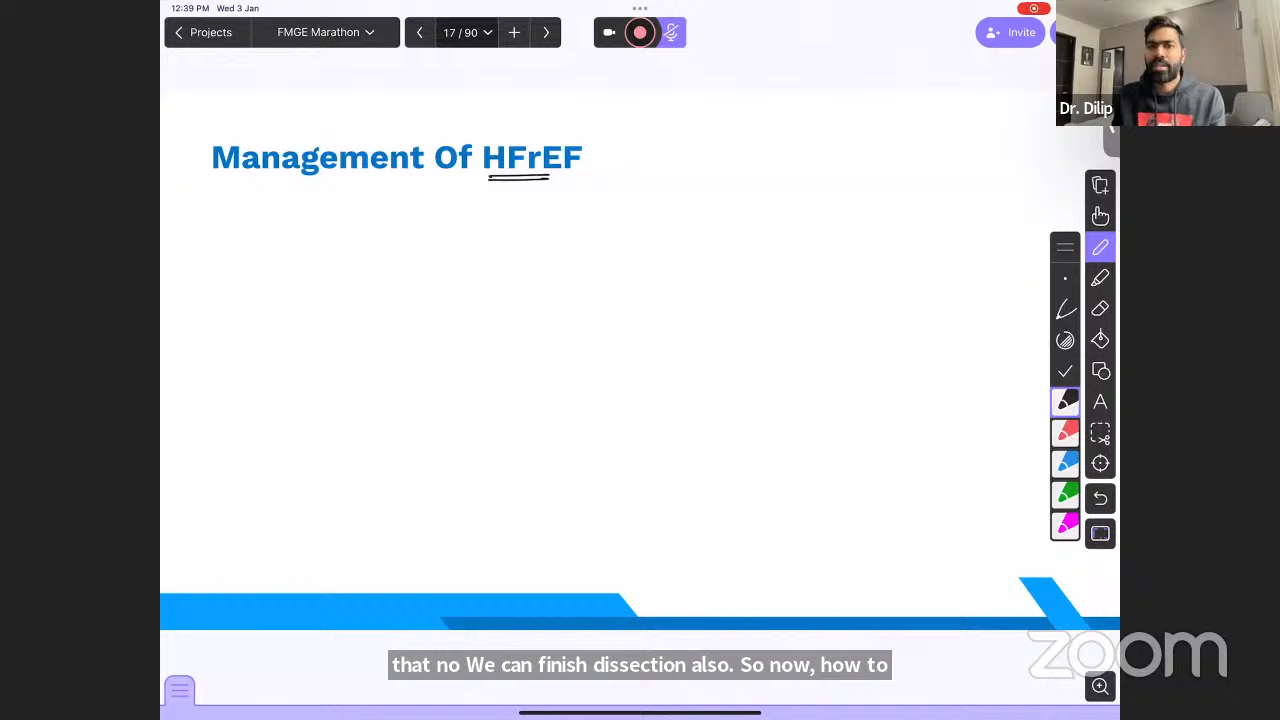 12:39 PM Wed 3 Jan
Projects
FMGE Marathon
17 / 90
Invite
Dr. Dilip
Management Of HFrEF
A
that no We can finish dissection also. So now, how to
zoom